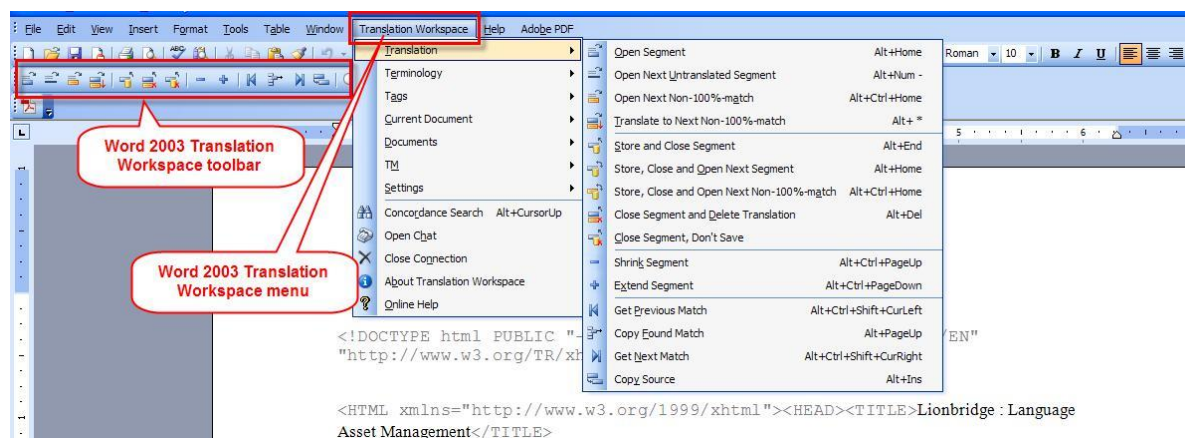 File Edit View Insert Format Tools Table Window Translation Workspace Help Adobe PDF
Roman 10 B I U
Translation
Terminology
Tags
Current Document
Documents
TM
Settings
Concordance Search Alt+CursorUp
Open Chat
Close Connection
About Translation Workspace
Online Help
Open Segment Alt+Home
Open Next Untranslated Segment Alt+Num -
Open Next Non-100%-match Alt+Ctrl+Home
Translate to Next Non-100%-match Alt+ *
Store and Close Segment Alt+End
Store, Close and Open Next Segment Alt+Home
Store, Close and Open Next Non-100%-match Alt+Ctrl+Home
Close Segment and Delete Translation Alt+Del
Close Segment, Don't Save
Shrink Segment Alt+Ctrl+PageUp
Extend Segment Alt+Ctrl+PageDown
Get Previous Match Alt+Ctrl+Shift+CurLeft
Copy Found Match Alt+PageUp
Get Next Match Alt+Ctrl+Shift+CurRight
Copy Source Alt+Ins
5 6
Word 2003 Translation
Workspace toolbar
Word 2003 Translation
Workspace menu
<!DOCTYPE html PUBLIC "- /EN"
"http://www.w3.org/TR/xh
<HTML xmlns="http://www.w3.org/1999/xhtml"><HEAD><TITLE>Lionbridge : Language
Asset Management</TITLE>